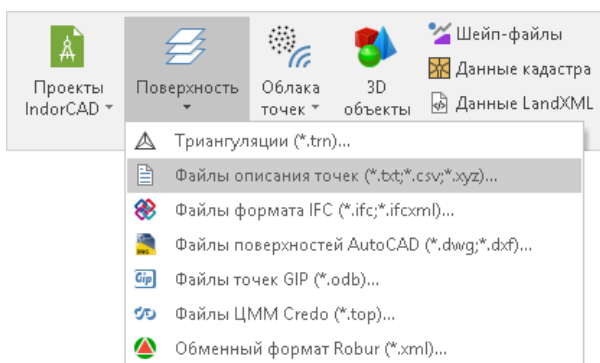 Проекты
IndorCAD
Поверхность
Облака
точек
3D
объекты
Шейп-файлы
Данные кадастра
Данные LandXML
Триангуляции (*.trn)...
Файлы описания точек (*.txt;*.csv;*.xyz)...
Файлы формата IFC (*.ifc;*.ifcxml)...
Файлы поверхностей AutoCAD (*.dwg;*.dxf)...
Gip Файлы точек GIP (*.odb)...
Файлы ЦММ Credo (*.top)...
Обменный формат Robur (*.xml)...